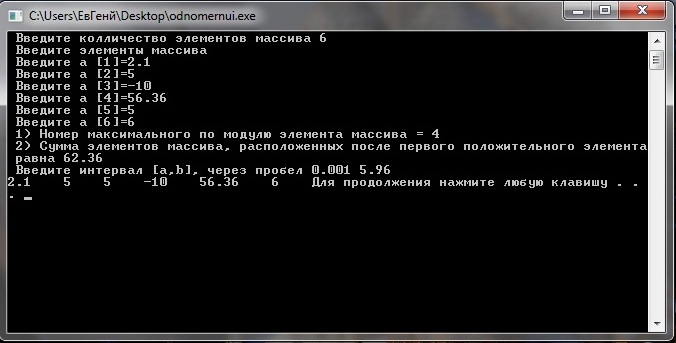 C:\Users\ЕвГений\Desktop\odnomernui.exe
Введите колличество элементов массива 6
Введите элементы массива
Введите a [1]=2.1
Введите a [2]=5
Введите a [3]=-10
Введите a [4]=56.36
Введите a [5]=5
Введите a [6]=6
1) Номер максимального по модулю элемента массива = 4
2) Сумма элементов массива, расположенных после первого положительного элемента
равна 62.36
Введите интервал [a,b], через пробел 0.001 5.96
2.1 5 5 -10 56.36 6 Для продолжения нажмите любую клавишу . .
.